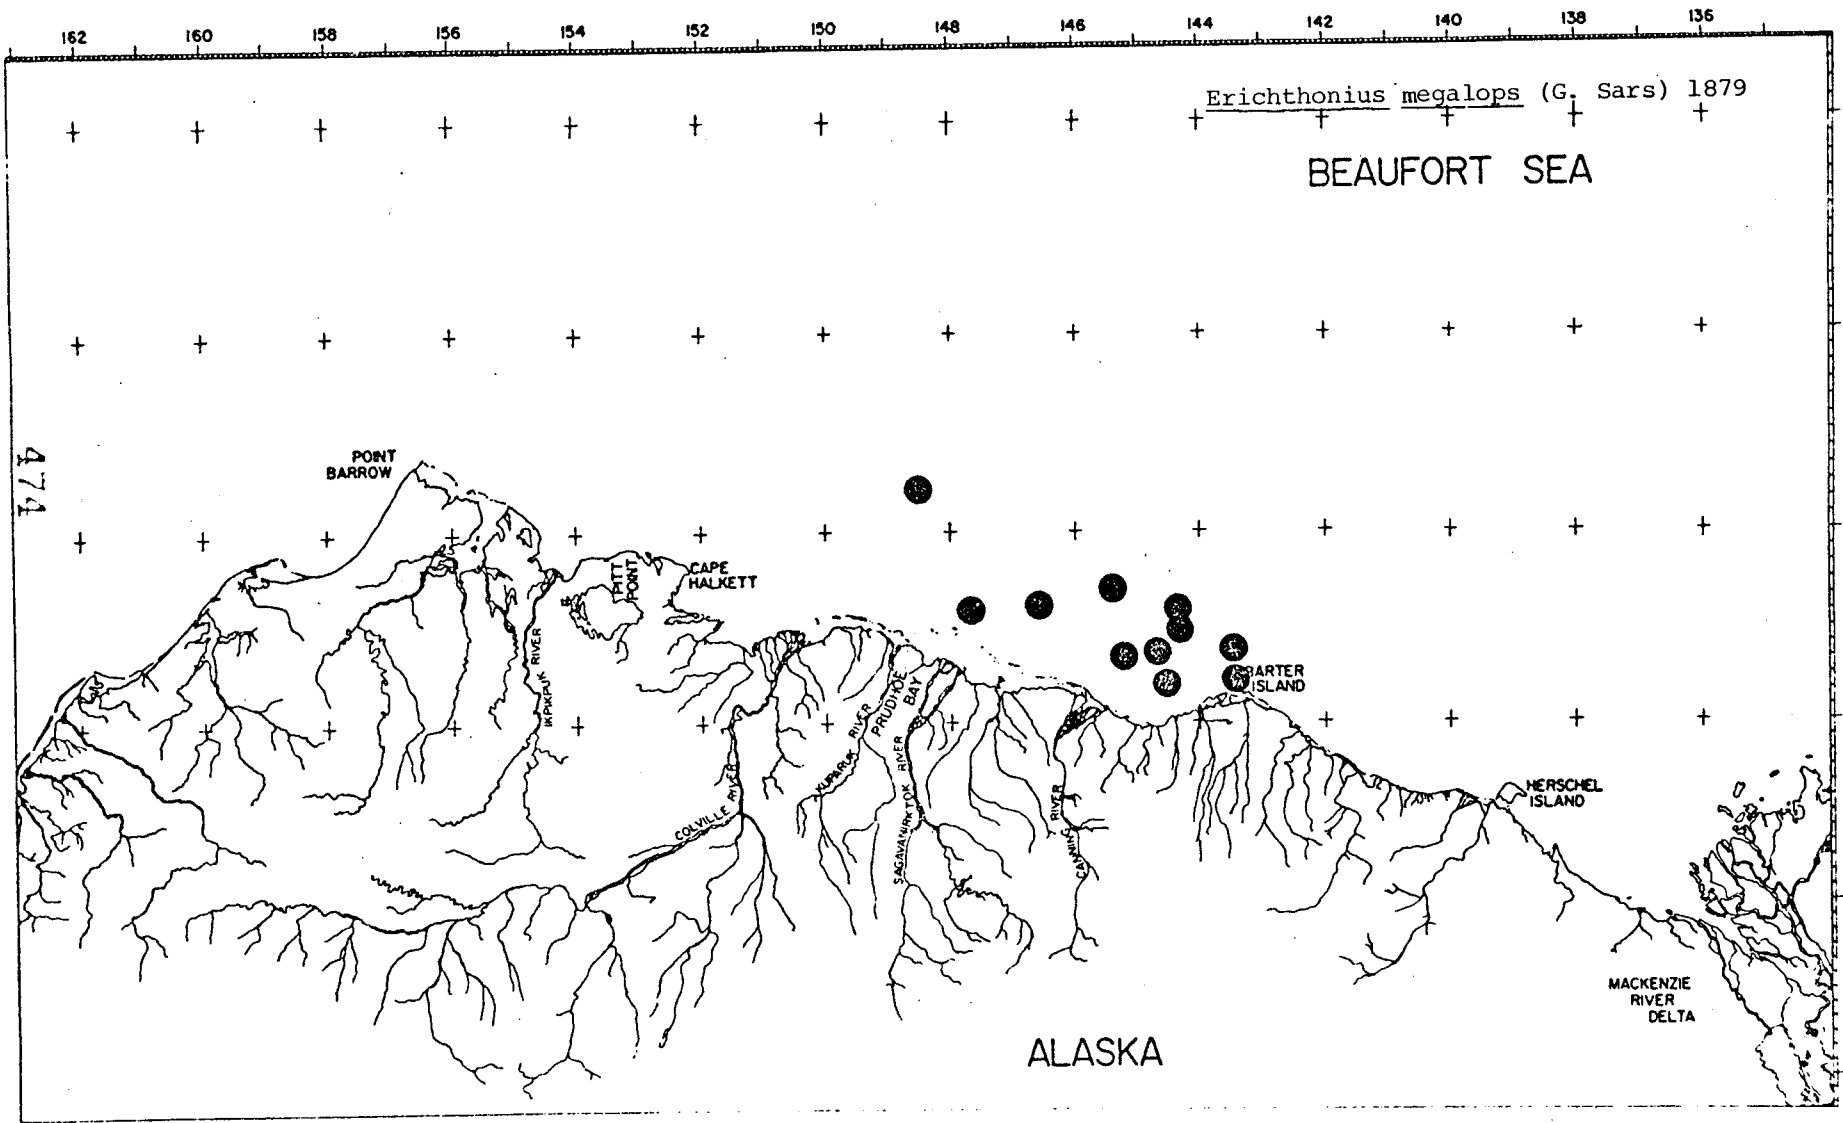 162 160 158 156 154 152 150 148 146 144 142 140 138 136
Erichthonius megalops (G. Sars) 1879
BEAUFORT SEA
474
POINT
BARROW
PITT
POINT
CAPE
HALKETT
IKPIKPUK RIVER
COLVILLE RIVER
KUPARUK RIVER
PRUDHOE
BAY
SAGAVANIRKTOK RIVER
CANNING RIVER
BARTER
ISLAND
HERSCHEL
ISLAND
MACKENZIE
RIVER
DELTA
ALASKA